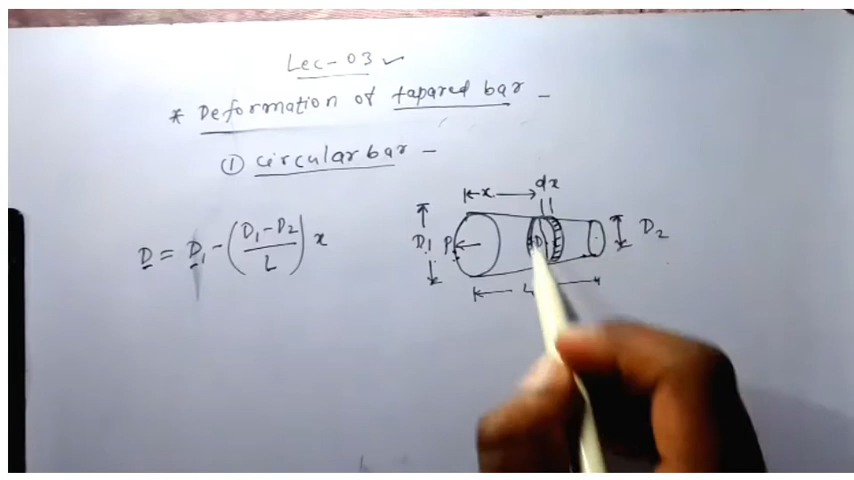 Lec-03 ✓
* Deformation of tapared bar -
① circular bar -
D = D₁ - ((D₁ - D₂)/L) x
x dx
D₁ P D D₂
L